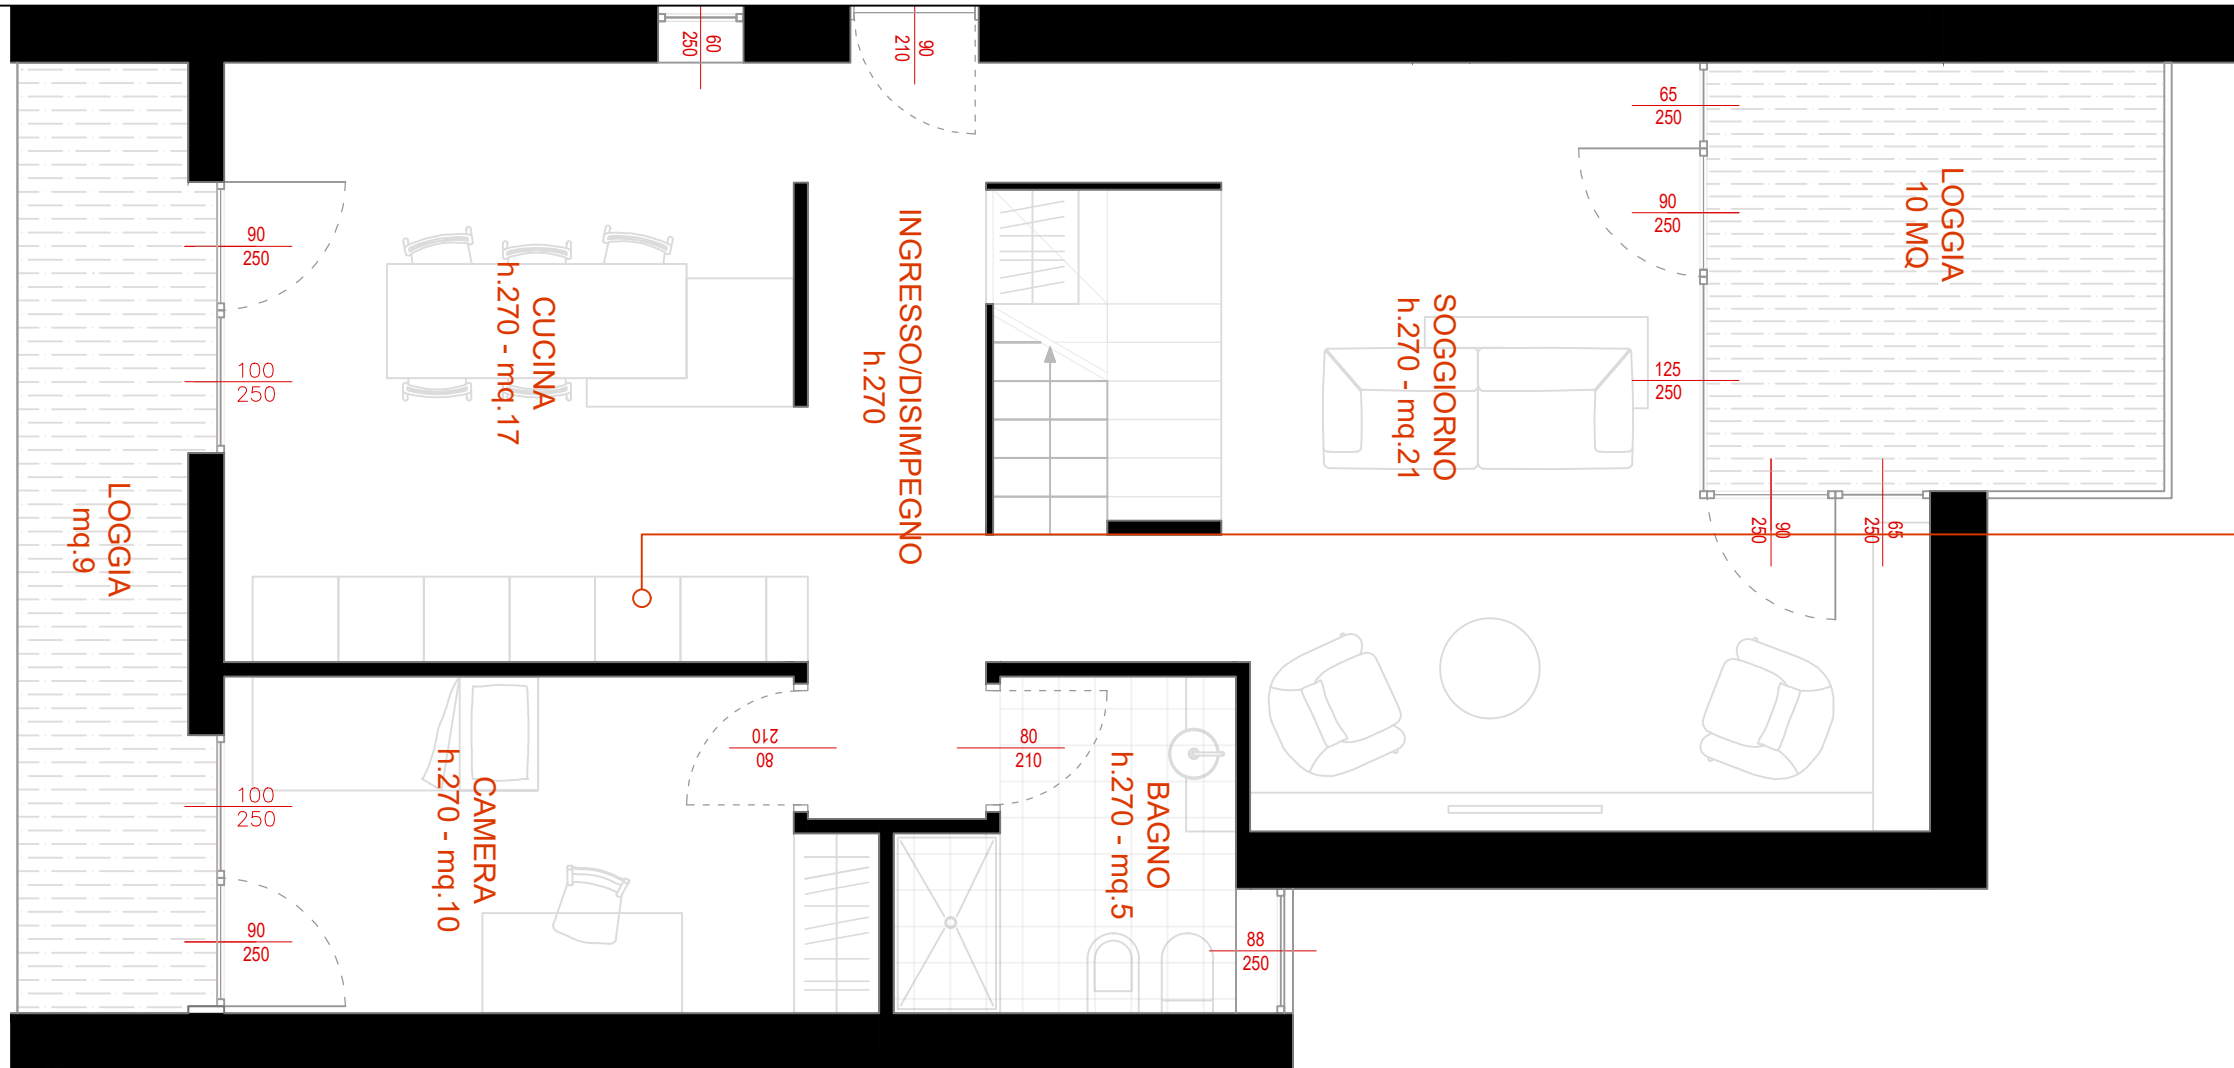 60
250
90
210
65
250
90
250
125
250
90
250
65
250
LOGGIA
10 MQ
SOGGIORNO
h.270 - mq.21
INGRESSO/DISIMPEGNO
h.270
CUCINA
h.270 - mq.17
90
250
100
250
LOGGIA
mq.9
80
210
80
210
BAGNO
h.270 - mq.5
CAMERA
h.270 - mq.10
100
250
90
250
88
250